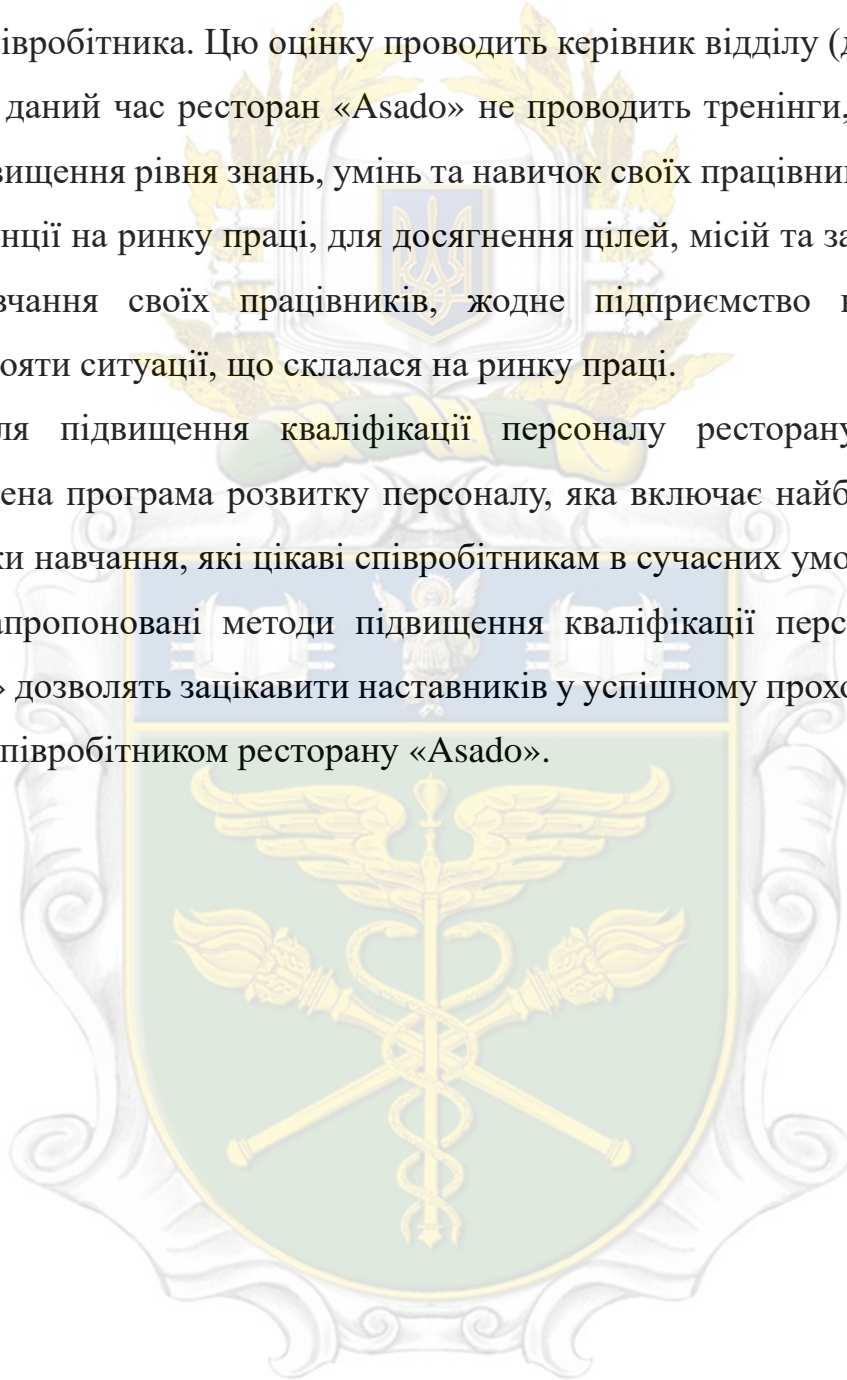 івробітника. Цю оцінку проводить керівник відділу (д
даний час ресторан «Asado» не проводить тренінги,
вищення рівня знань, умінь та навичок своїх працівни
нції на ринку праці, для досягнення цілей, місій та за
вчання своїх працівників, жодне підприємство н
ояти ситуації, що склалася на ринку праці.
ля підвищення кваліфікації персоналу ресторану
ена програма розвитку персоналу, яка включає найб
ки навчання, які цікаві співробітникам в сучасних умо
апропоновані методи підвищення кваліфікації перс
» дозволять зацікавити наставників у успішному прохо
півробітником ресторану «Asado».